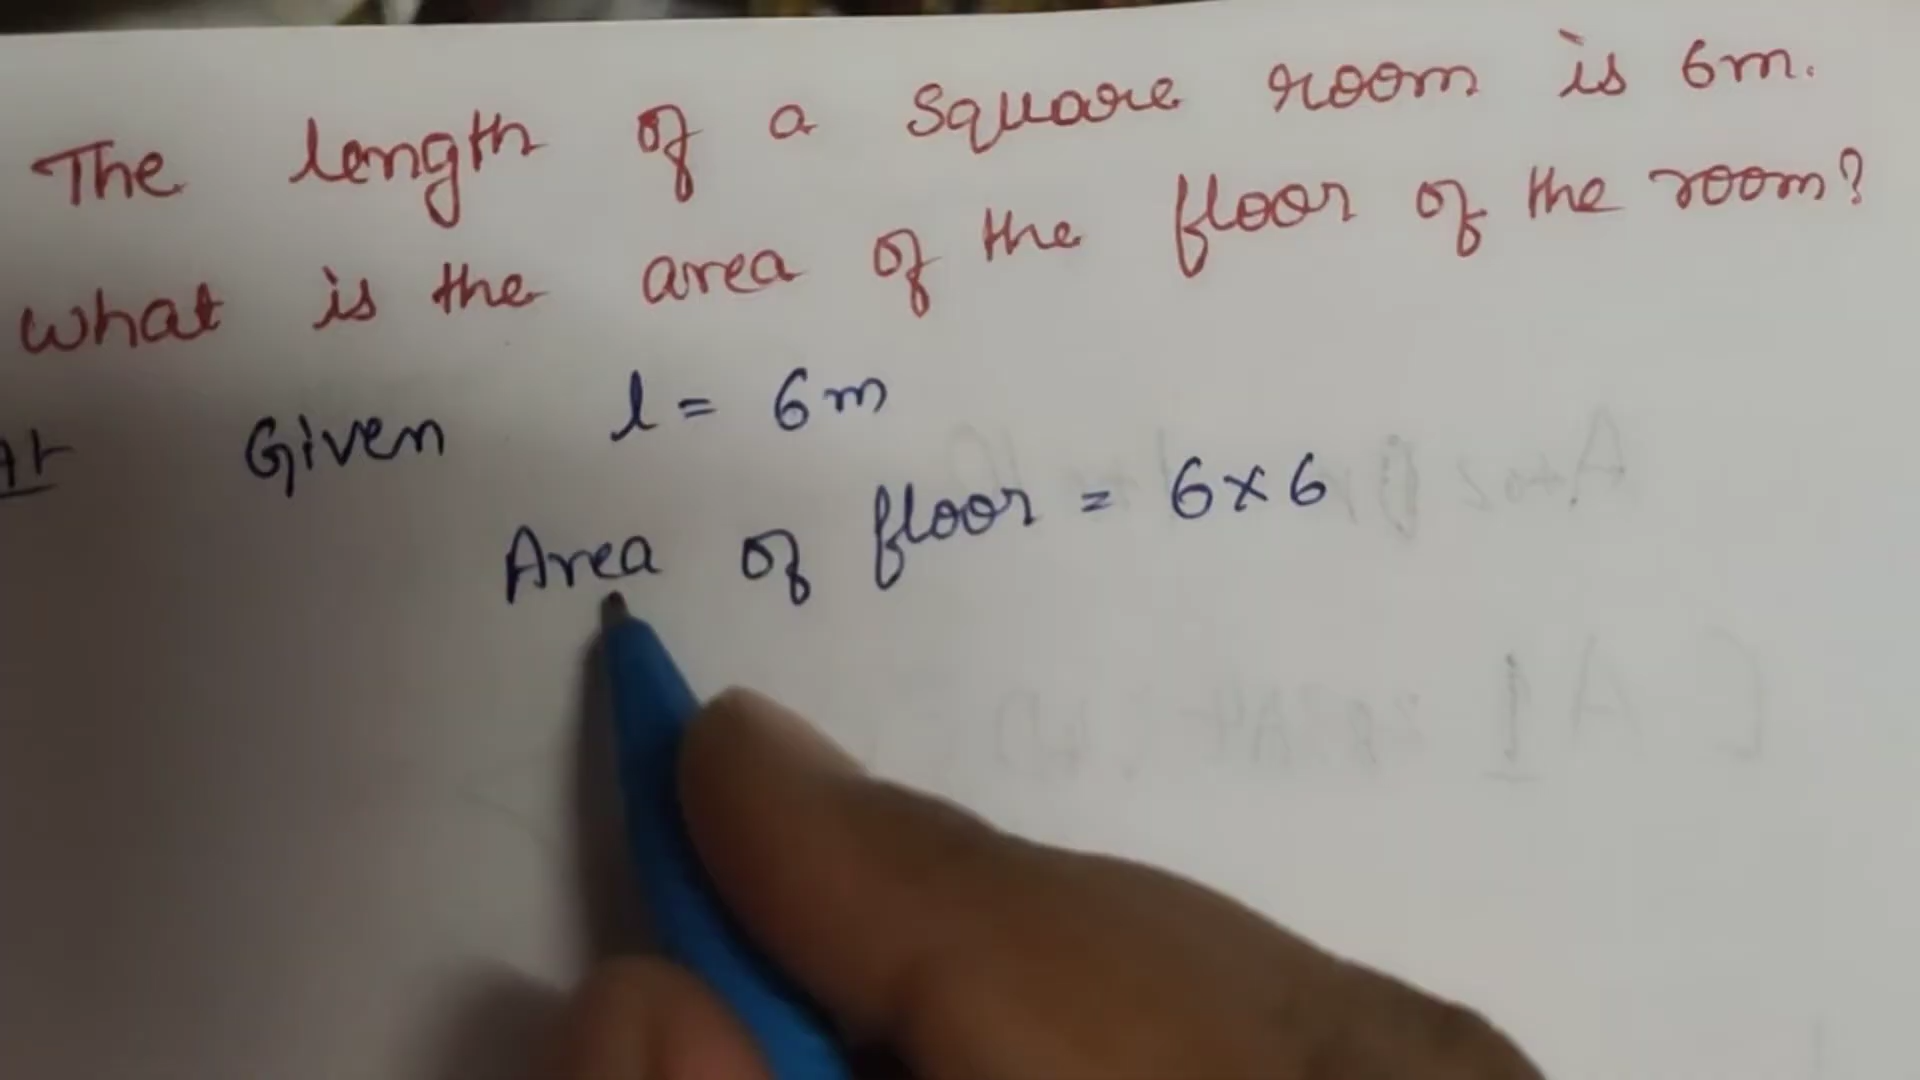 The length of a square room is 6m.
what is the area of the floor of the room?
Given l = 6m
Area of floor = 6×6